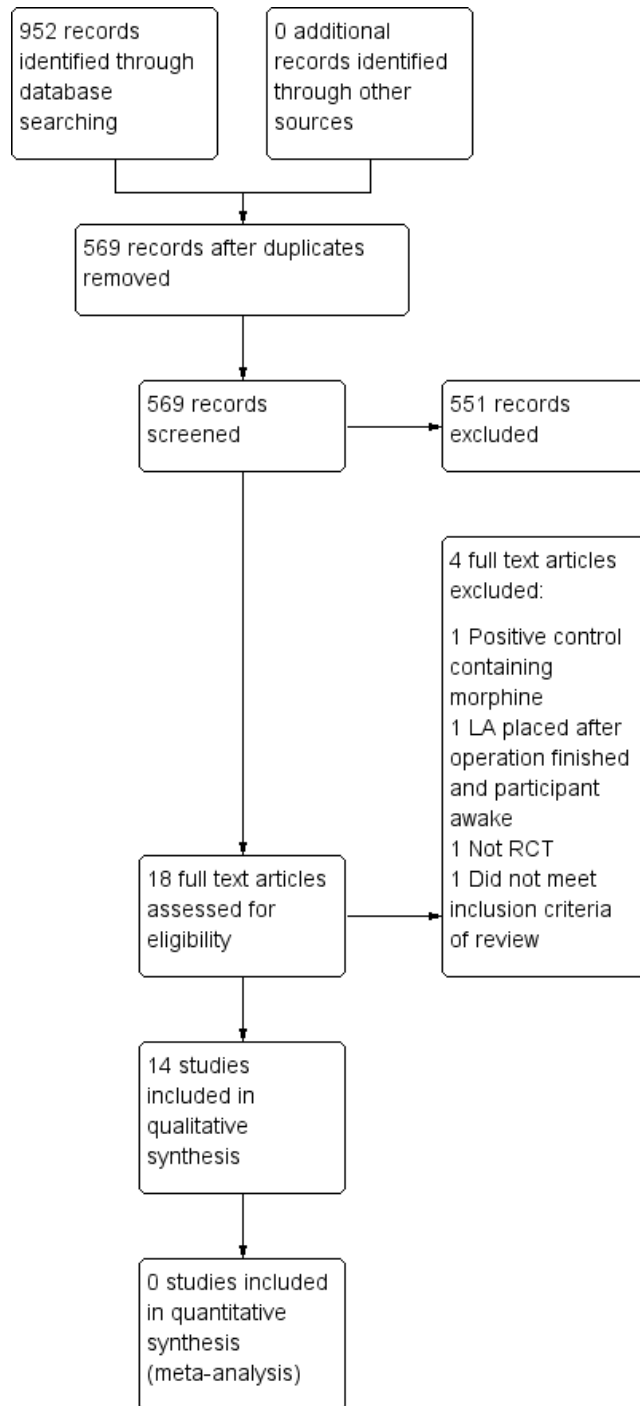 952 records
identified through
database
searching
0 additional
records identified
through other
sources
569 records after duplicates
removed
569 records
screened
551 records
excluded
4 full text articles
excluded:
1 Positive control
containing
morphine
1 LA placed after
operation finished
and participant
awake
1 Not RCT
1 Did not meet
inclusion criteria
of review
18 full text articles
assessed for
eligibility
14 studies
included in
qualitative
synthesis
0 studies included
in quantitative
synthesis
(meta-analysis)